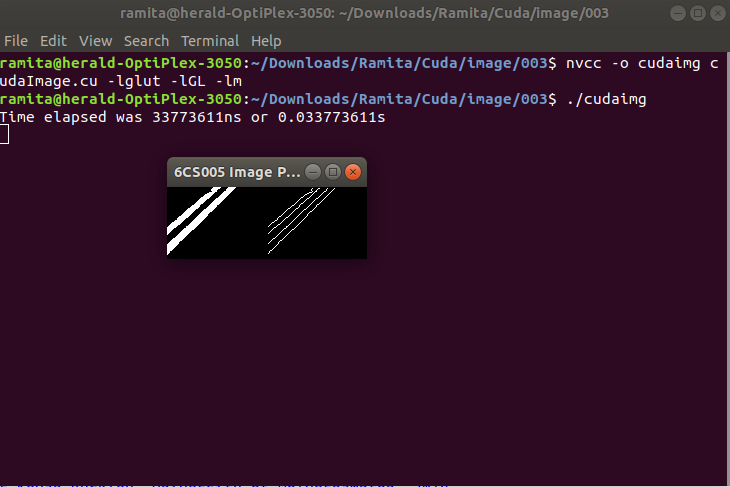 ramita@herald-OptiPlex-3050: ~/Downloads/Ramita/Cuda/image/003
File Edit View Search Terminal Help
ramita@herald-OptiPlex-3050:~/Downloads/Ramita/Cuda/image/003$ nvcc -o cudaimg c
udaImage.cu -lglut -lGL -lm
ramita@herald-OptiPlex-3050:~/Downloads/Ramita/Cuda/image/003$ ./cudaimg
Time elapsed was 33773611ns or 0.033773611s
6CS005 Image P...